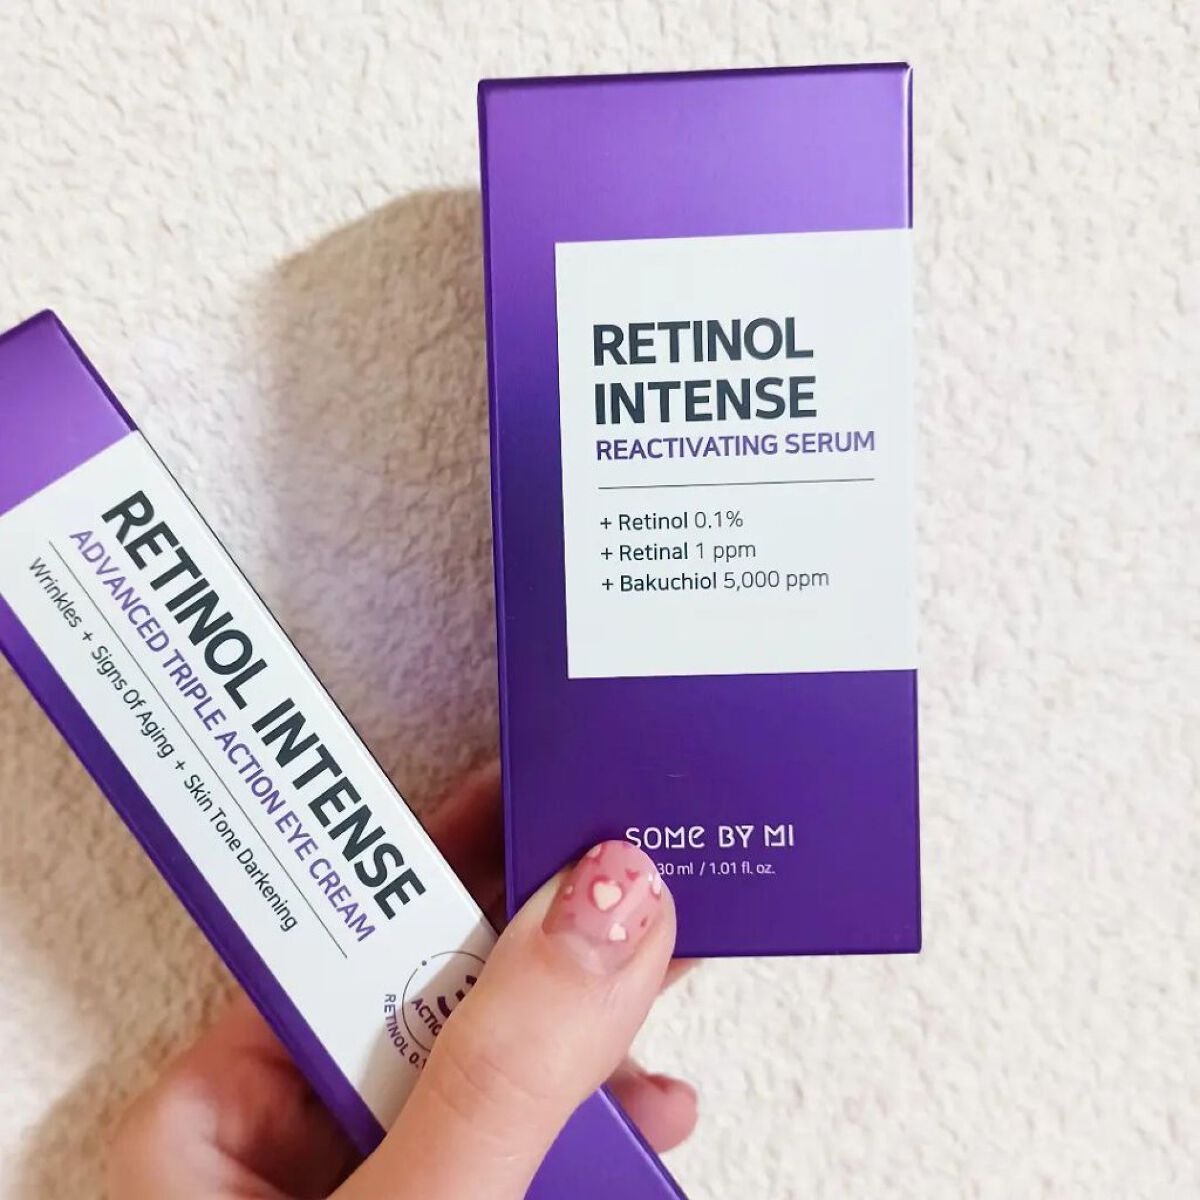 RETINOL
INTENSE
REACTIVATING SERUM
+ Retinol 0.1%
+ Retinal 1 ppm
+ Bakuchiol 5,000 ppm
SOME BY MI
30 ml / 1.01 fl. oz.
RETINOL INTENSE
ADVANCED TRIPLE ACTION EYE CREAM
Wrinkles + Signs Of Aging + Skin Tone Darkening
RETINOL